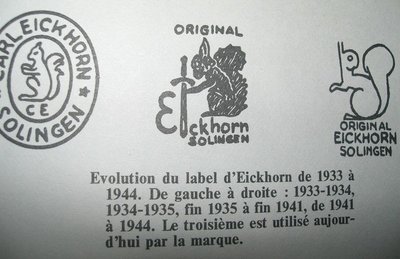 CARL EICKHORN
C E
SOLINGEN
ORIGINAL
Eickhorn
SOLINGEN
ORIGINAL
EICKHORN
SOLINGEN
Evolution du label d'Eickhorn de 1933 à
1944. De gauche à droite : 1933-1934,
1934-1935, fin 1935 à fin 1941, de 1941
à 1944. Le troisième est utilisé aujour-
d'hui par la marque.